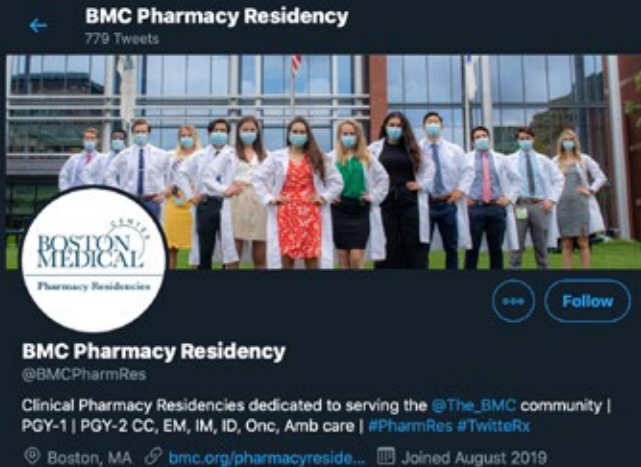 BMC Pharmacy Residency
779 Tweets
CENTER
BOSTON
MEDICAL
Pharmacy Residencies
Follow
BMC Pharmacy Residency
@BMCPharmRes
Clinical Pharmacy Residencies dedicated to serving the @The_BMC community |
PGY-1 | PGY-2 CC, EM, IM, ID, Onc, Amb care | #PharmRes #TwitteRx
Boston, MA bmc.org/pharmacyreside... Joined August 2019